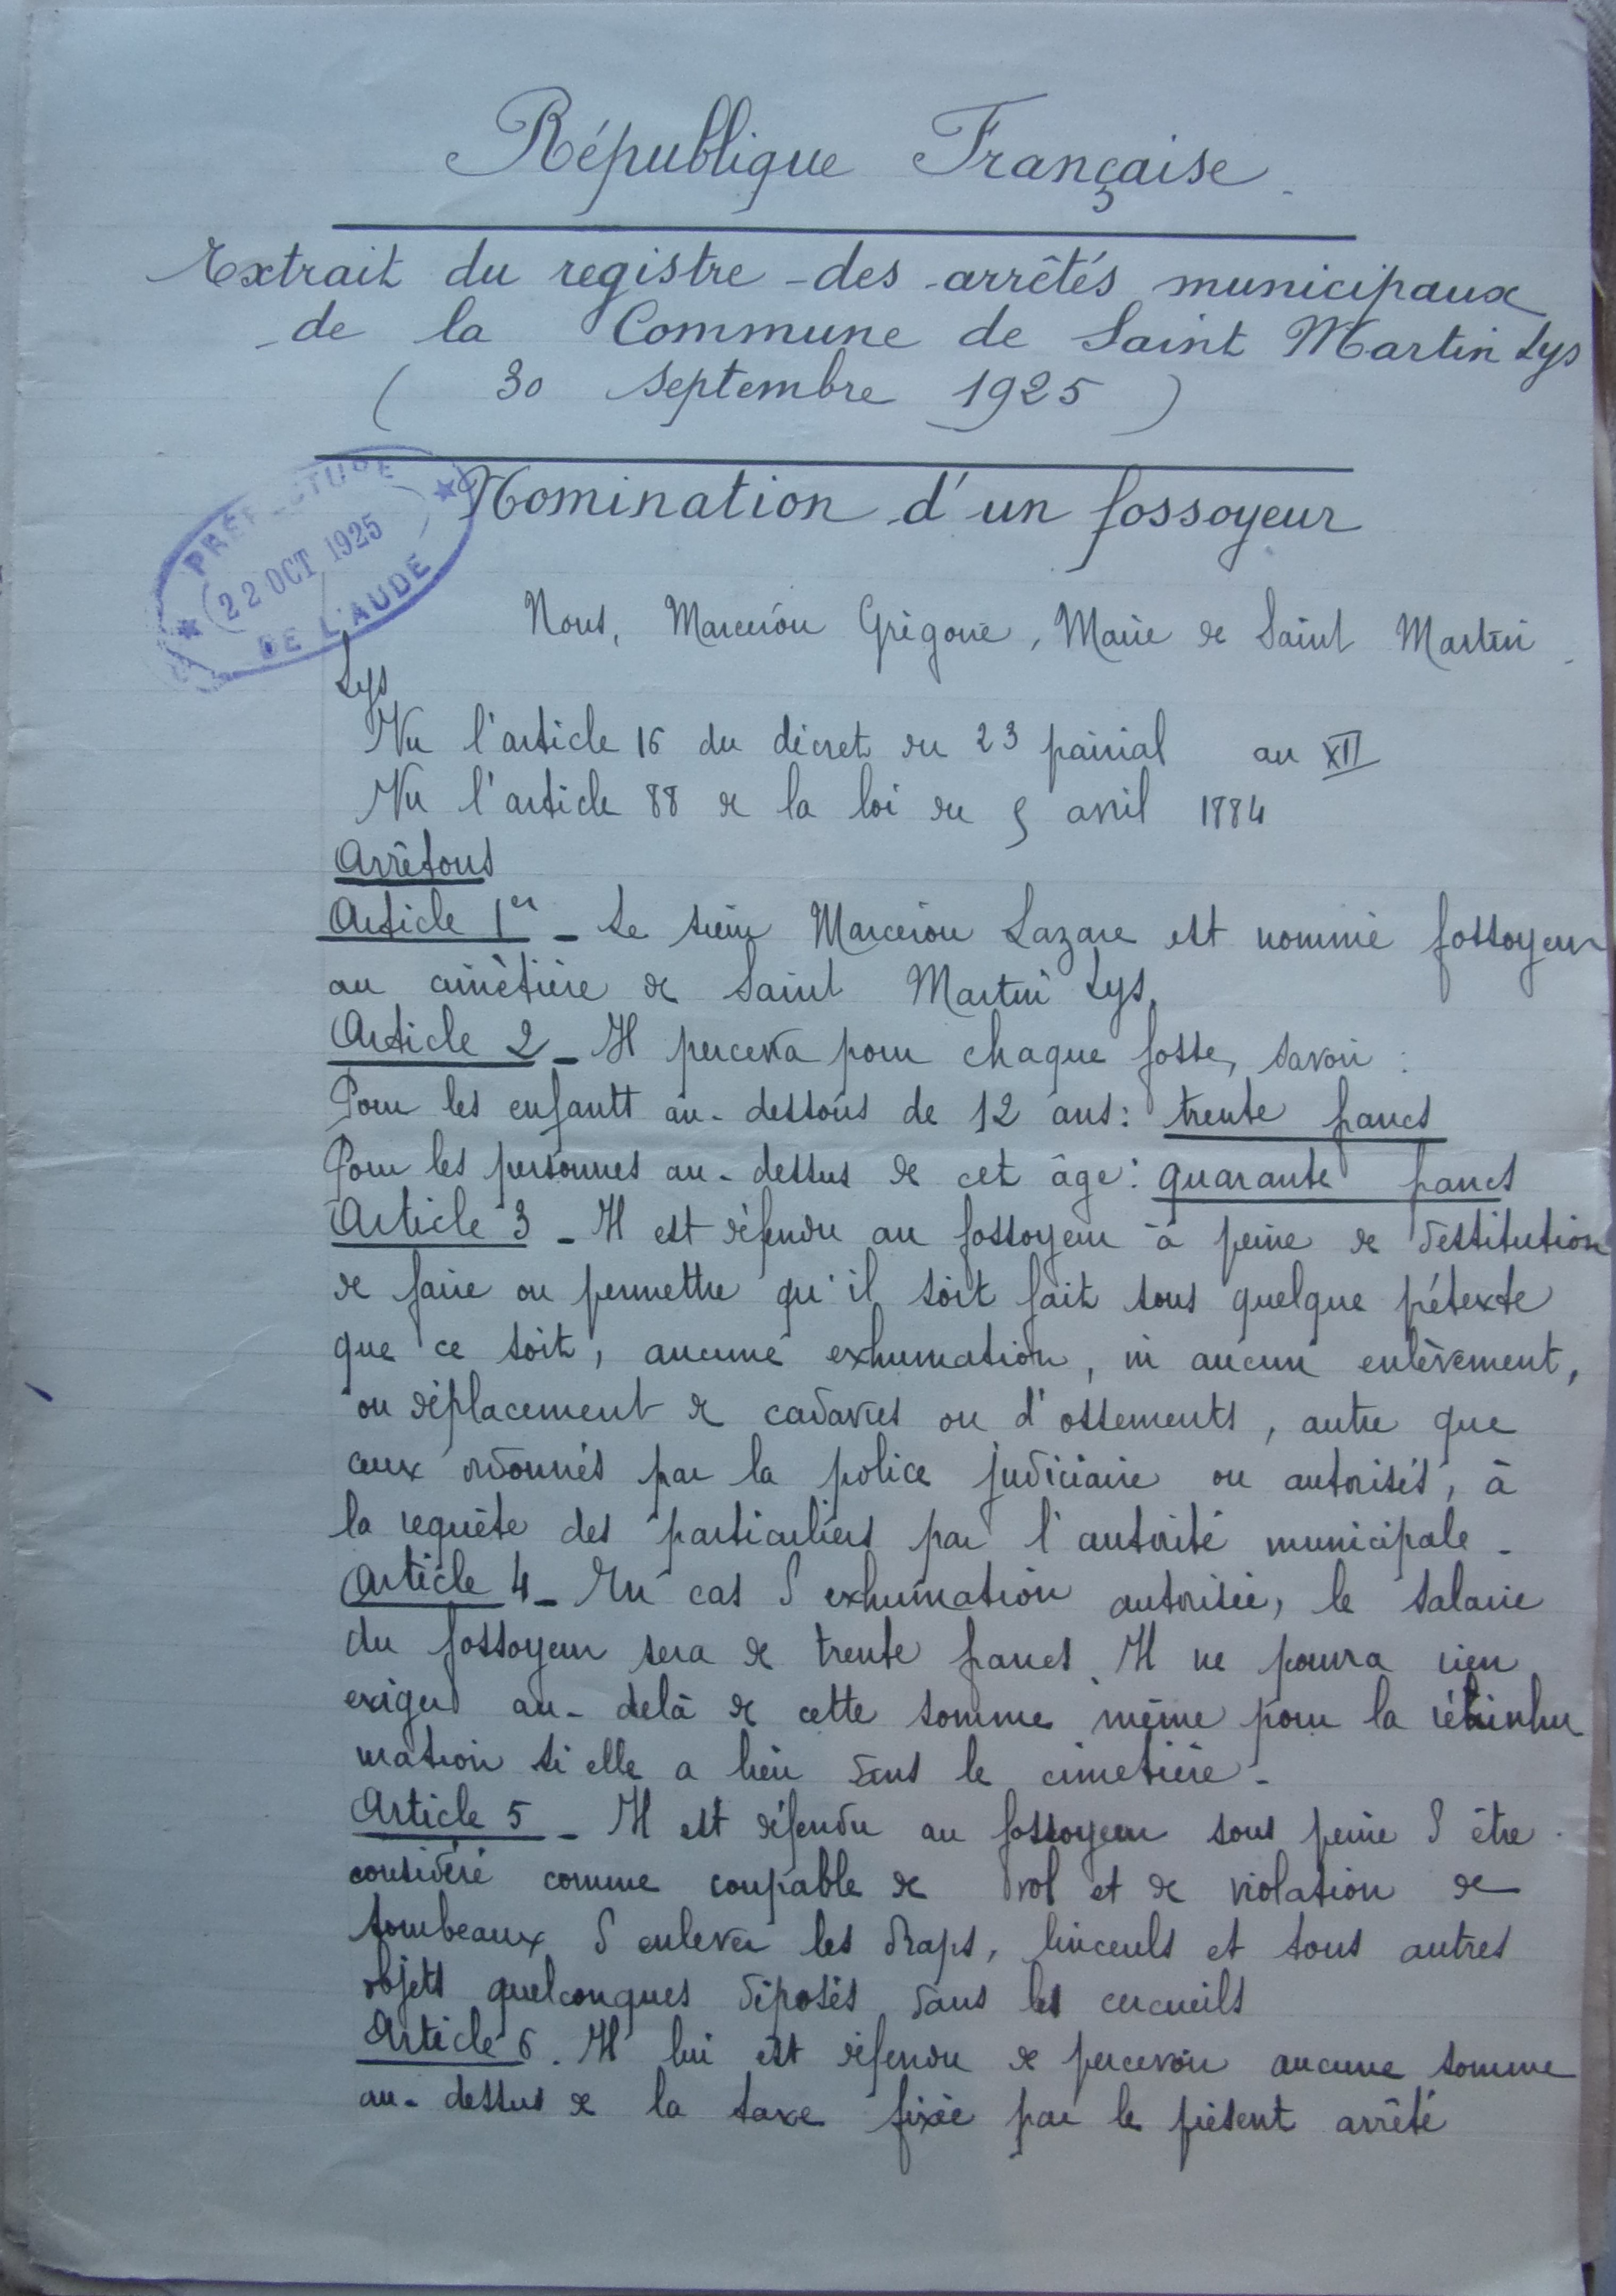 République Française
Extrait du registre des arrêtés municipaux
de la Commune de Saint Martin Lys
( 30 Septembre 1925 )
PRÉFECTURE
22 OCT 1925
DE L'AUDE
Nomination d'un fossoyeur
Nous, Marcerou Grégoire, Maire de Saint Martin
Lys
Vu l'article 16 du décret du 23 prairial an XII
Vu l'article 88 de la loi du 5 avril 1884
Arrêtons
Article 1er - Le sieur Marcerou Lazare est nommé fossoyeur
au cimètière de Saint Martin Lys.
Article 2 - Il percevra pour chaque fosse, savoir :
Pour les enfants au-dessous de 12 ans : trente francs
Pour les personnes au-dessus de cet âge : quarante francs
Article 3 - Il est défendu au fossoyeur à peine de destitution
de faire ou permettre qu'il soit fait sous quelque prétexte
que ce soit, aucune exhumation, ni aucun enlèvement,
ou déplacement de cadavres ou d'ossements, autre que
ceux ordonnés par la police judiciaire ou autorisés, à
la requête des particuliers par l'autorité municipale -
Article 4 - En cas d'exhumation autorisée, le salaire
du fossoyeur sera de trente francs. Il ne pourra rien
exiger au-delà de cette somme même pour la réinhu
mation si elle a lieu dans le cimetière -
Article 5 - Il est défendu au fossoyeur sous peine d'être
considéré comme coupable de vol et de violation de
tombeaux d'enlever les draps, linceuls et tous autres
objets quelconques déposés dans les cercueils
Article 6. Il lui est défendu de percevoir aucune somme
au-dessus de la taxe fixée par le présent arrêté